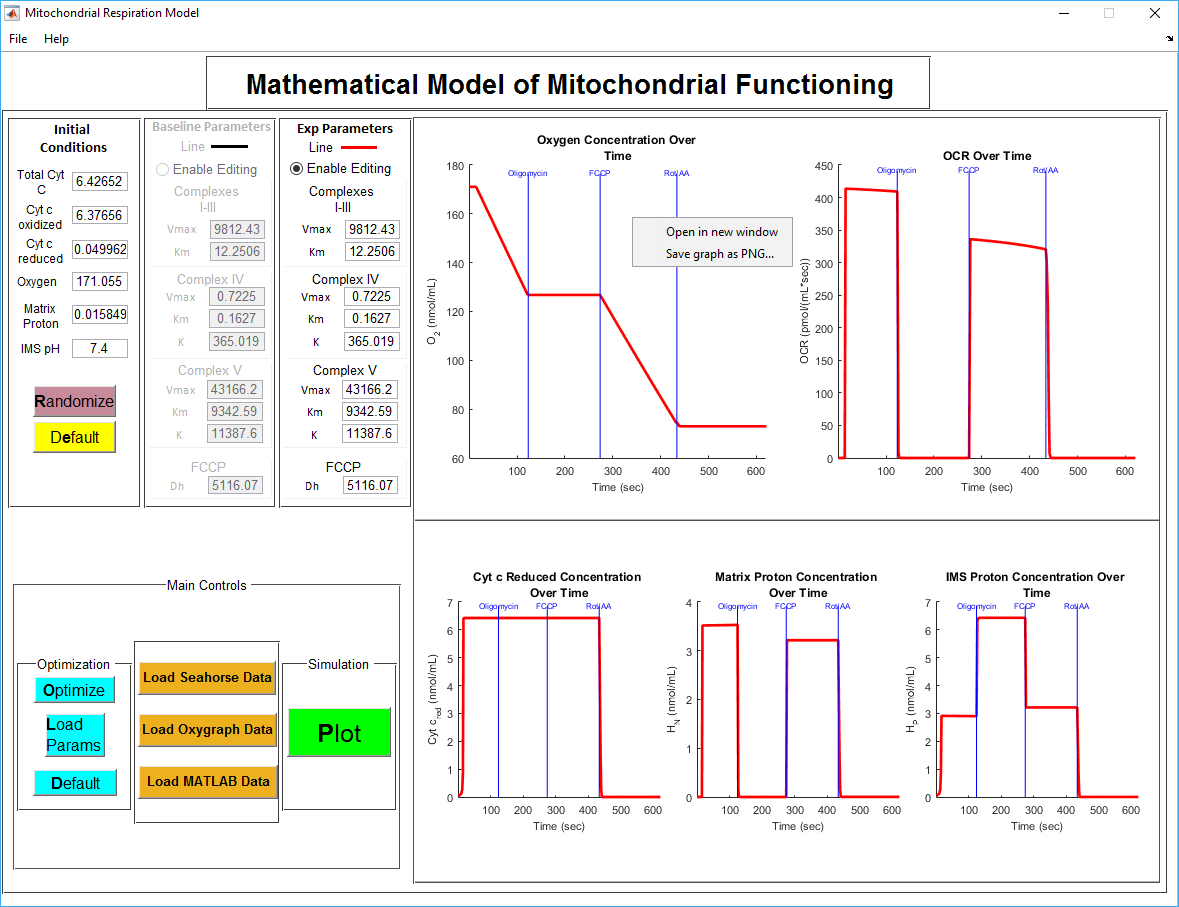 Mitochondrial Respiration Model
File Help
Mathematical Model of Mitochondrial Functioning
Initial
Conditions
Total Cyt
C
6.42652
Cyt c
oxidized
6.37656
Cyt c
reduced
0.049962
Oxygen
171.055
Matrix
Proton
0.015849
IMS pH
7.4
Randomize
Default
Baseline Parameters
Line
Enable Editing
Complexes
I-III
Vmax
9812.43
Km
12.2506
Complex IV
Vmax
0.7225
Km
0.1627
K
365.019
Complex V
Vmax
43166.2
Km
9342.59
K
11387.6
FCCP
Dh
5116.07
Exp Parameters
Line
Enable Editing
Complexes
I-III
Vmax
9812.43
Km
12.2506
Complex IV
Vmax
0.7225
Km
0.1627
K
365.019
Complex V
Vmax
43166.2
Km
9342.59
K
11387.6
FCCP
Dh
5116.07
Oxygen Concentration Over
Time
Oligomycin
FCCP
Rot/AA
180
160
140
120
100
80
60
O2 (nmol/mL)
100 200 300 400 500 600
Time (sec)
Open in new window
Save graph as PNG...
OCR Over Time
Oligomycin
FCCP
Rot/AA
450
400
350
300
250
200
150
100
50
0
OCR (pmol/(mL*sec))
100 200 300 400 500 600
Time (sec)
Main Controls
Optimization
Optimize
Load
Params
Default
Load Seahorse Data
Load Oxygraph Data
Load MATLAB Data
Simulation
Plot
Cyt c Reduced Concentration
Over Time
Oligomycin
FCCP
Rot/AA
7
6
5
4
3
2
1
0
Cyt cred (nmol/mL)
100 200 300 400 500 600
Time (sec)
Matrix Proton Concentration
Over Time
Oligomycin
FCCP
Rot/AA
4
3
2
1
0
HN (nmol/mL)
100 200 300 400 500 600
Time (sec)
IMS Proton Concentration Over
Time
Oligomycin
FCCP
Rot/AA
7
6
5
4
3
2
1
0
HP (nmol/mL)
100 200 300 400 500 600
Time (sec)